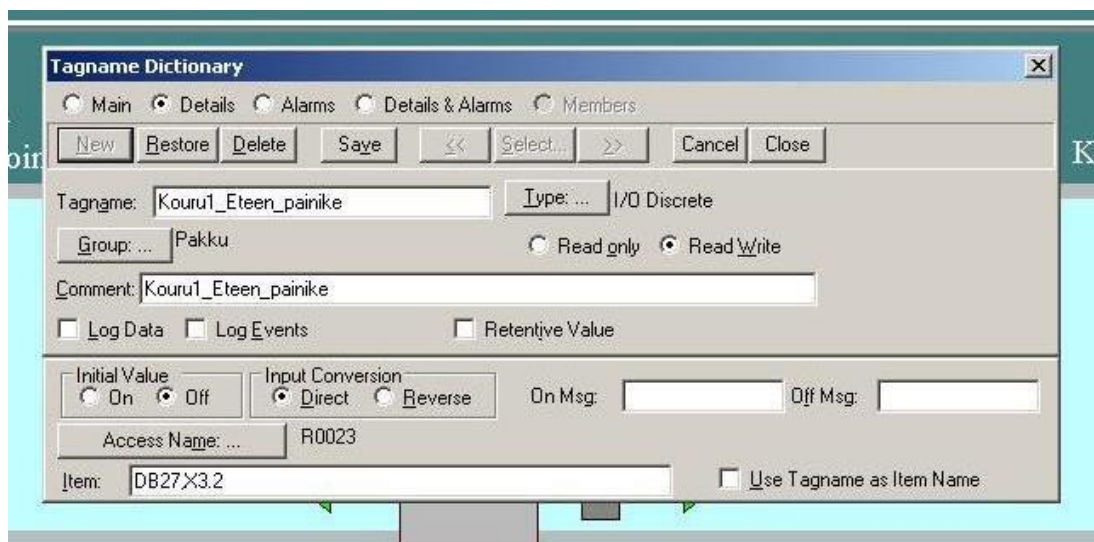 Tagname Dictionary
Main Details Alarms Details & Alarms Members
New Restore Delete Save << Select... >> Cancel Close
Tagname: Kouru1_Eteen_painike Type: ... I/O Discrete
Group: ... Pakku Read only Read Write
Comment: Kouru1_Eteen_painike
Log Data Log Events Retentive Value
Initial Value Input Conversion
On Off Direct Reverse On Msg: Off Msg:
Access Name: ... R0023
Item: DB27,X3.2 Use Tagname as Item Name